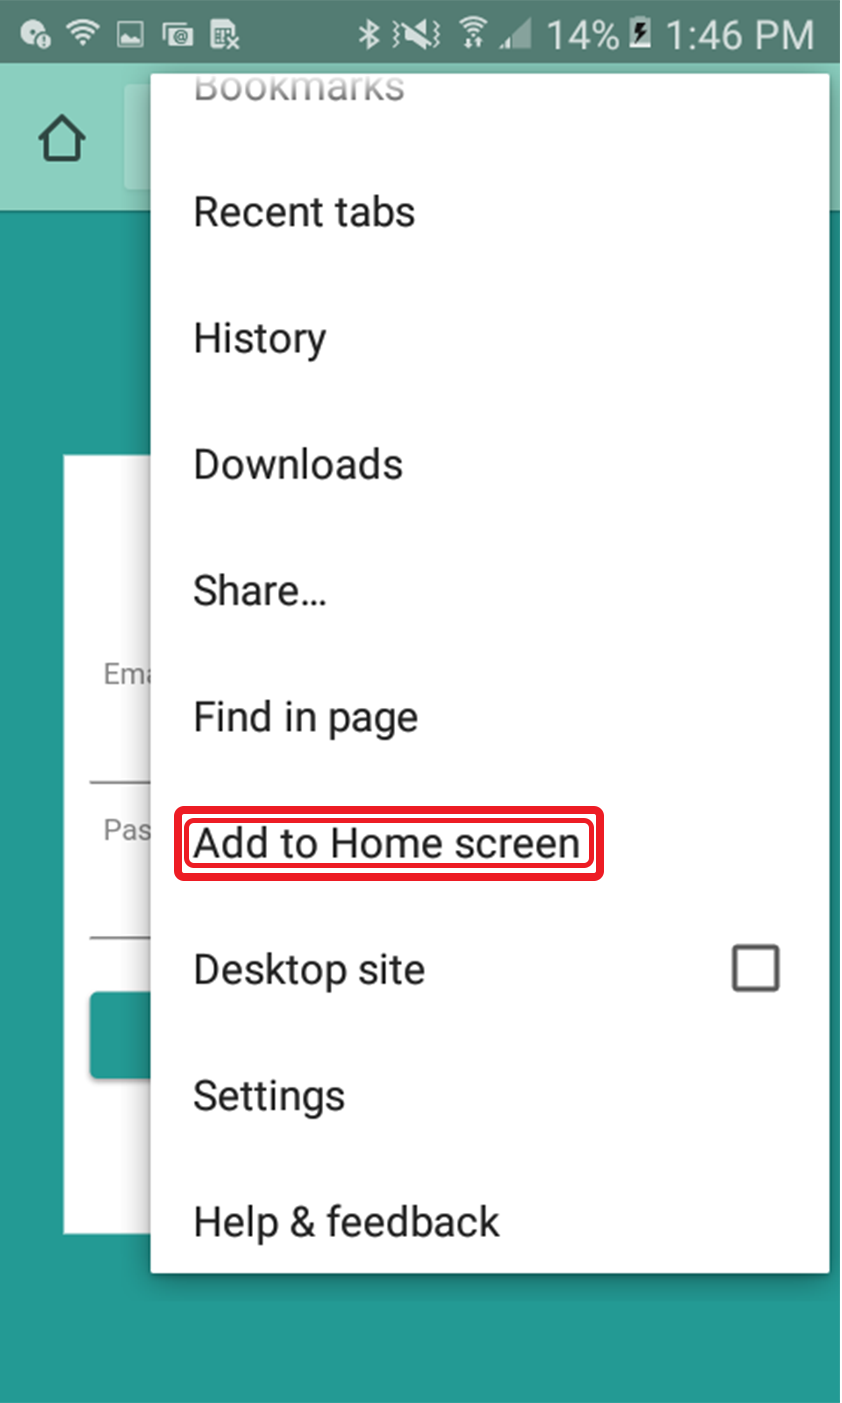 14% 1:46 PM
Bookmarks
Recent tabs
History
Downloads
Share...
Find in page
Ema
Add to Home screen
Pas
Desktop site
Settings
Help & feedback